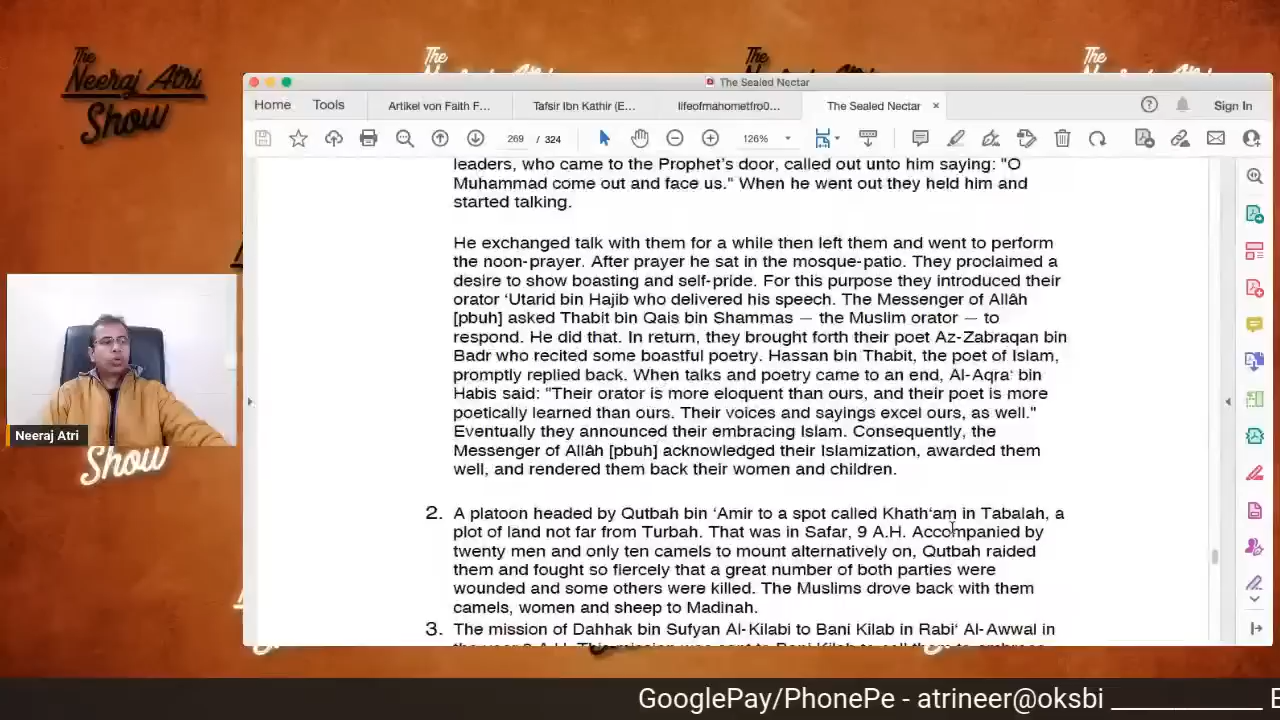 The
Neeraj Atri
Show
The
The
The
The Sealed Nectar
Home
Tools
Artikel von Faith F...
Tafsir Ibn Kathir (E...
lifeofmahometfro0...
The Sealed Nectar
Sign In
269 / 324
126%
leaders, who came to the Prophet's door, called out unto him saying: "O
Muhammad come out and face us." When he went out they held him and
started talking.
He exchanged talk with them for a while then left them and went to perform
the noon-prayer. After prayer he sat in the mosque-patio. They proclaimed a
desire to show boasting and self-pride. For this purpose they introduced their
orator ‘Utarid bin Hajib who delivered his speech. The Messenger of Allâh
[pbuh] asked Thabit bin Qais bin Shammas — the Muslim orator — to
respond. He did that. In return, they brought forth their poet Az-Zabraqan bin
Badr who recited some boastful poetry. Hassan bin Thabit, the poet of Islam,
promptly replied back. When talks and poetry came to an end, Al-Aqra‘ bin
Habis said: "Their orator is more eloquent than ours, and their poet is more
poetically learned than ours. Their voices and sayings excel ours, as well."
Eventually they announced their embracing Islam. Consequently, the
Messenger of Allâh [pbuh] acknowledged their Islamization, awarded them
well, and rendered them back their women and children.
2. A platoon headed by Qutbah bin ‘Amir to a spot called Khath‘am in Tabalah, a
plot of land not far from Turbah. That was in Safar, 9 A.H. Accompanied by
twenty men and only ten camels to mount alternatively on, Qutbah raided
them and fought so fiercely that a great number of both parties were
wounded and some others were killed. The Muslims drove back with them
camels, women and sheep to Madinah.
3. The mission of Dahhak bin Sufyan Al-Kilabi to Bani Kilab in Rabi‘ Al-Awwal in
Neeraj Atri
Show
GooglePay/PhonePe - atrineer@oksbi ____________ E